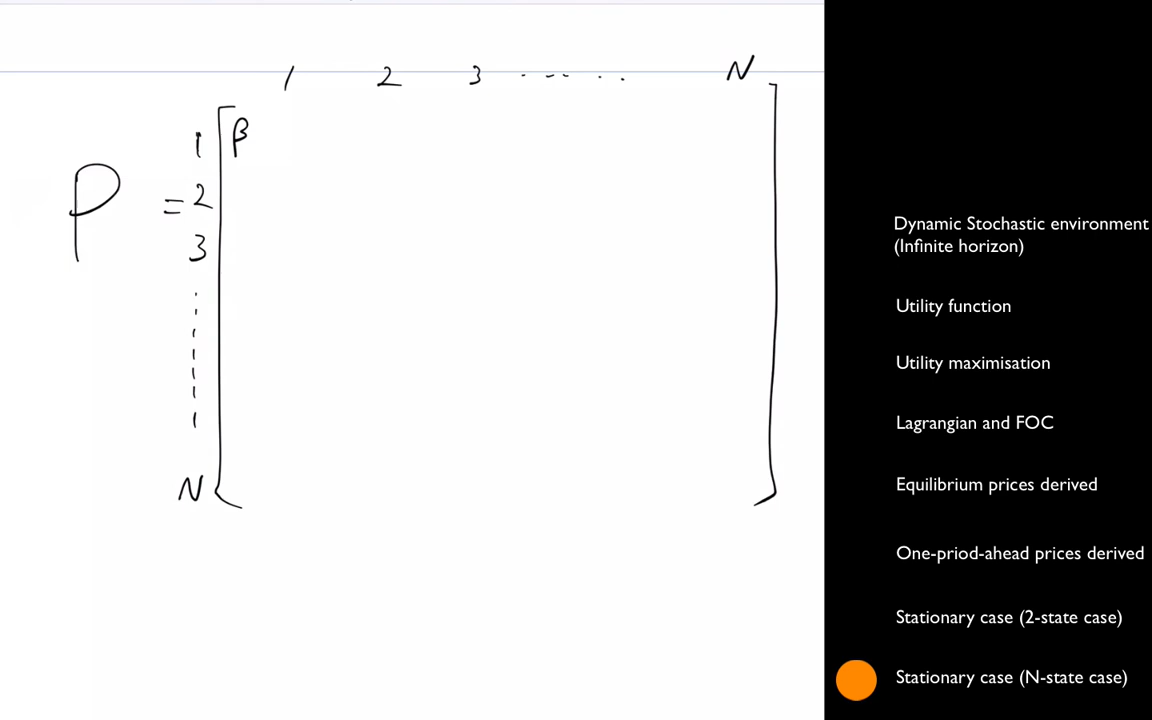 1 2 3 ...... N
1 β
P = 2
3
N
Dynamic Stochastic environment
(Infinite horizon)
Utility function
Utility maximisation
Lagrangian and FOC
Equilibrium prices derived
One-priod-ahead prices derived
Stationary case (2-state case)
Stationary case (N-state case)